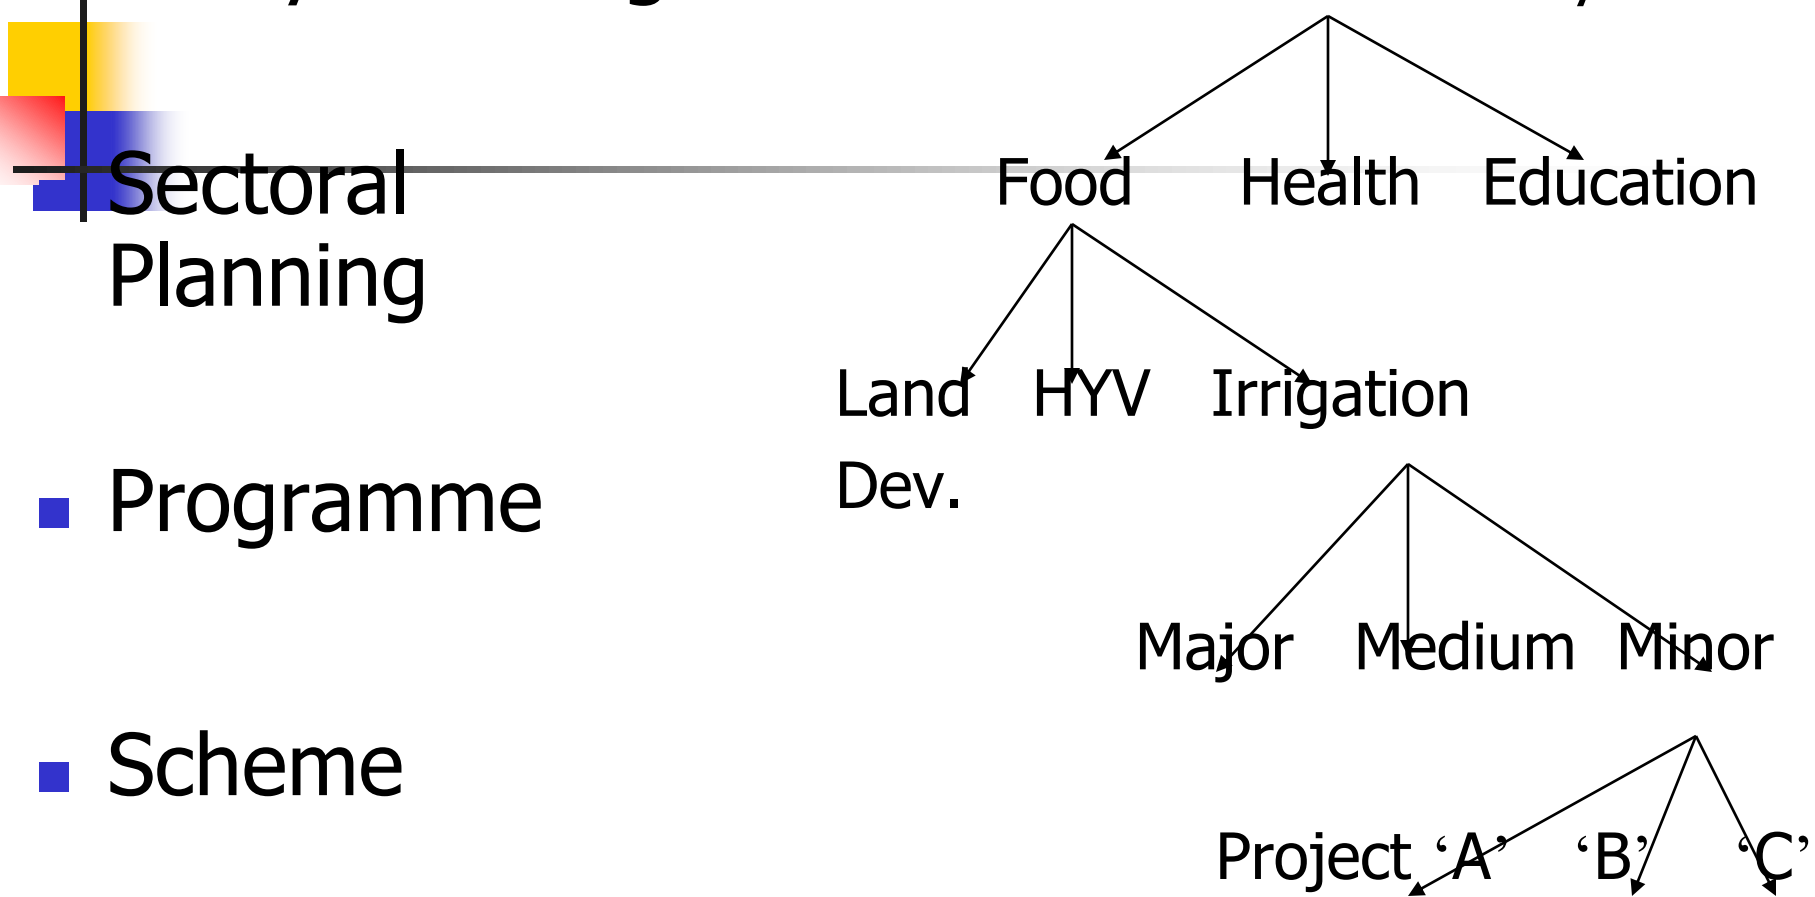 Sectoral
Planning
Food Health Education
Land HYV Irrigation
Dev.
Programme
Major Medium Minor
Scheme
Project ‘A’ ‘B’ ‘C’